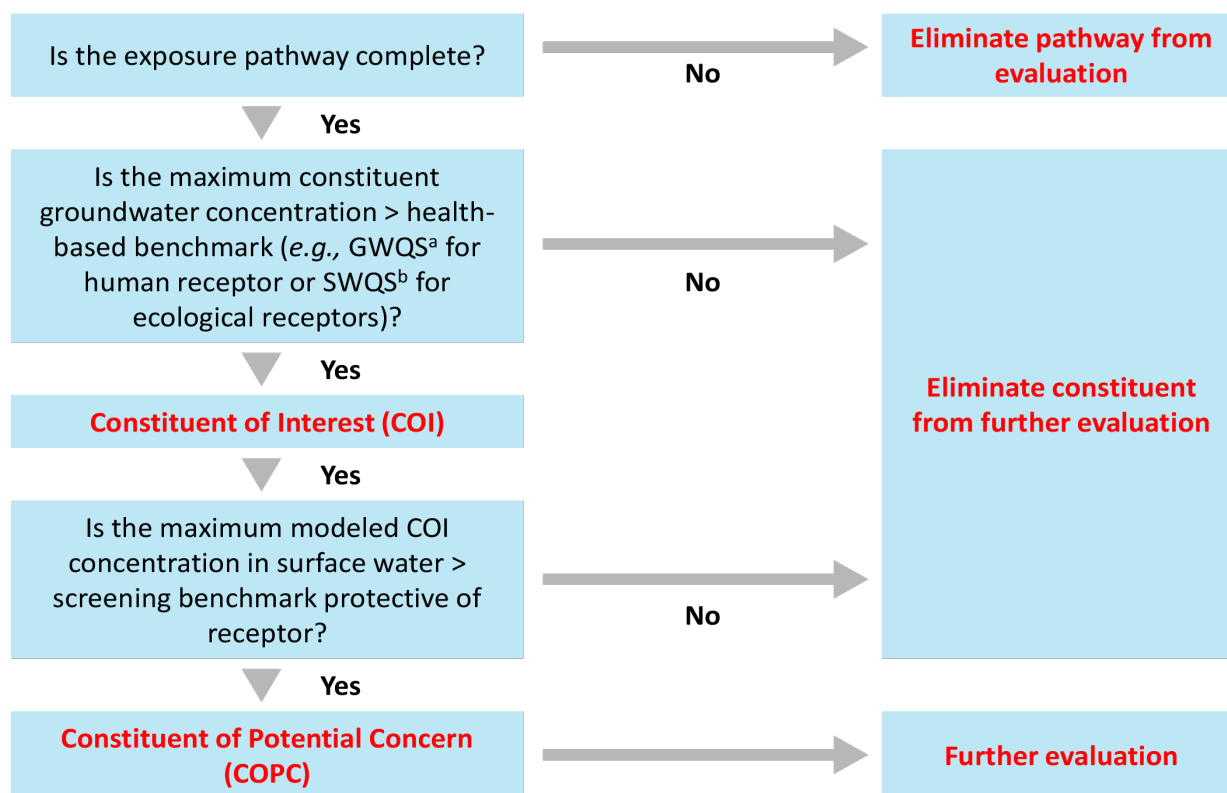 Is the exposure pathway complete?
No
Eliminate pathway from
evaluation
Yes
Is the maximum constituent
groundwater concentration > health-
based benchmark (e.g., GWQSᵃ for
human receptor or SWQSᵇ for
ecological receptors)?
No
Eliminate constituent
from further evaluation
Yes
Constituent of Interest (COI)
Yes
Is the maximum modeled COI
concentration in surface water >
screening benchmark protective of
receptor?
No
Yes
Constituent of Potential Concern
(COPC)
Further evaluation